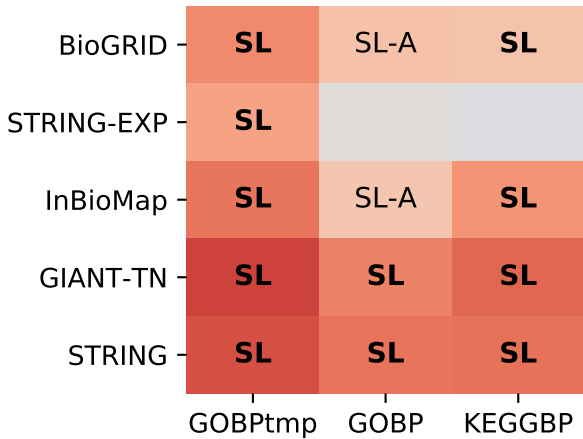 BioGRID SL SL-A SL
STRING-EXP SL
InBioMap SL SL-A SL
GIANT-TN SL SL SL
STRING SL SL SL
GOBPtmp GOBP KEGGBP